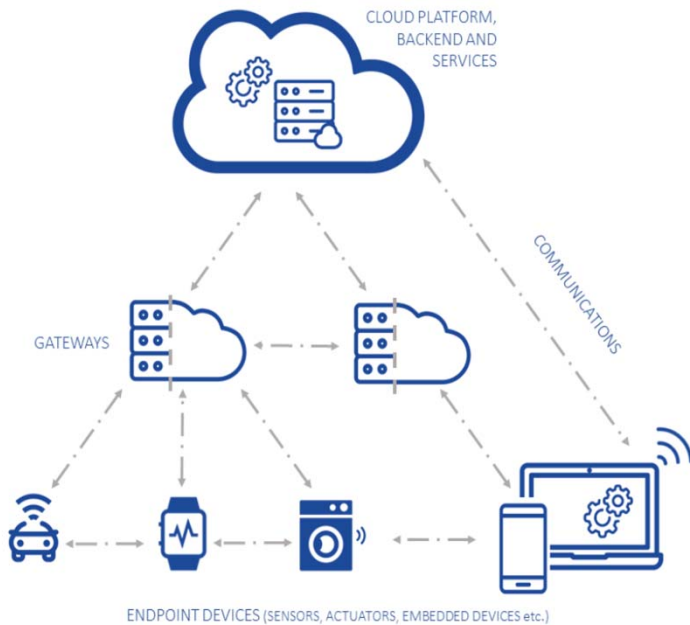 CLOUD PLATFORM,
BACKEND AND
SERVICES
COMMUNICATIONS
GATEWAYS
ENDPOINT DEVICES (SENSORS, ACTUATORS, EMBEDDED DEVICES etc.)